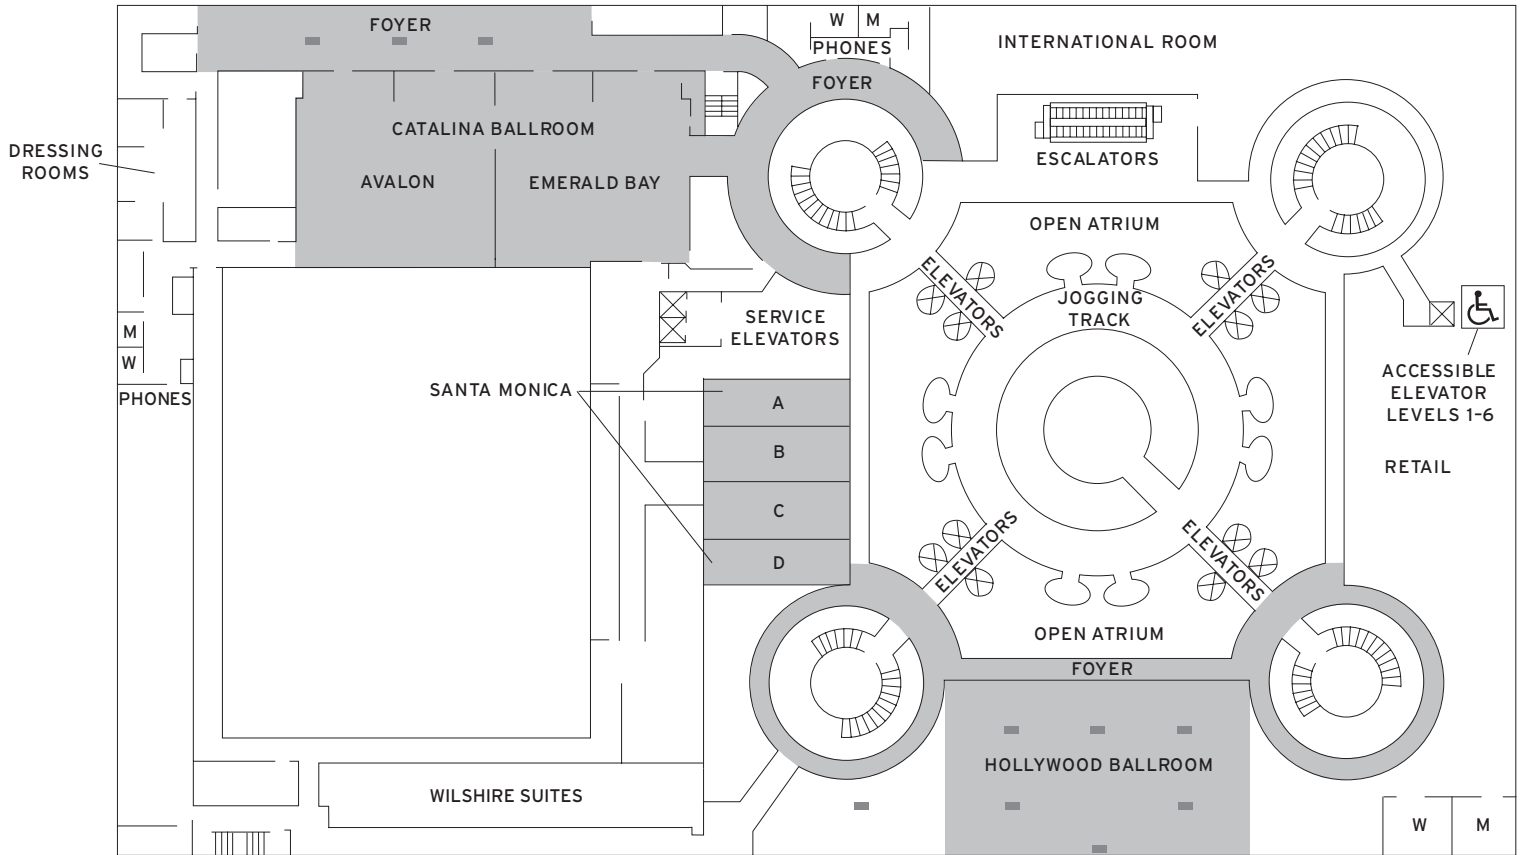 FOYER
W M
PHONES
INTERNATIONAL ROOM
FOYER
CATALINA BALLROOM
ESCALATORS
DRESSING
ROOMS
AVALON
EMERALD BAY
OPEN ATRIUM
ELEVATORS
ELEVATORS
JOGGING
TRACK
SERVICE
ELEVATORS
M
W
PHONES
SANTA MONICA
A
B
C
D
ACCESSIBLE
ELEVATOR
LEVELS 1-6
RETAIL
ELEVATORS
ELEVATORS
OPEN ATRIUM
FOYER
HOLLYWOOD BALLROOM
WILSHIRE SUITES
W M